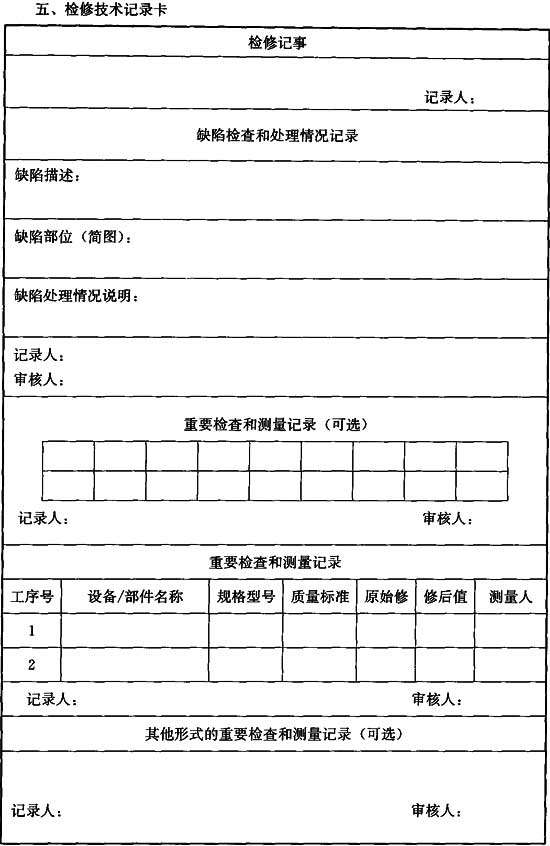 五、检修技术记录卡
检修记事
记录人：
缺陷检查和处理情况记录
缺陷描述：
缺陷部位（简图）：
缺陷处理情况说明：
记录人：
审核人：
重要检查和测量记录（可选）
记录人： 审核人：
重要检查和测量记录
工序号 设备/部件名称 规格型号 质量标准 原始修 修后值 测量人
1
2
记录人： 审核人：
其他形式的重要检查和测量记录（可选）
记录人： 审核人：